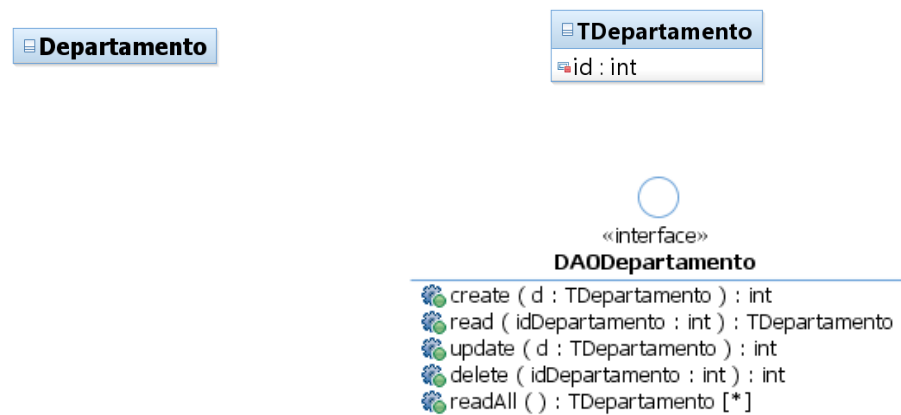 Departamento
TDepartamento
id : int
«interface»
DAODepartamento
create ( d : TDepartamento ) : int
read ( idDepartamento : int ) : TDepartamento
update ( d : TDepartamento ) : int
delete ( idDepartamento : int ) : int
readAll ( ) : TDepartamento [*]